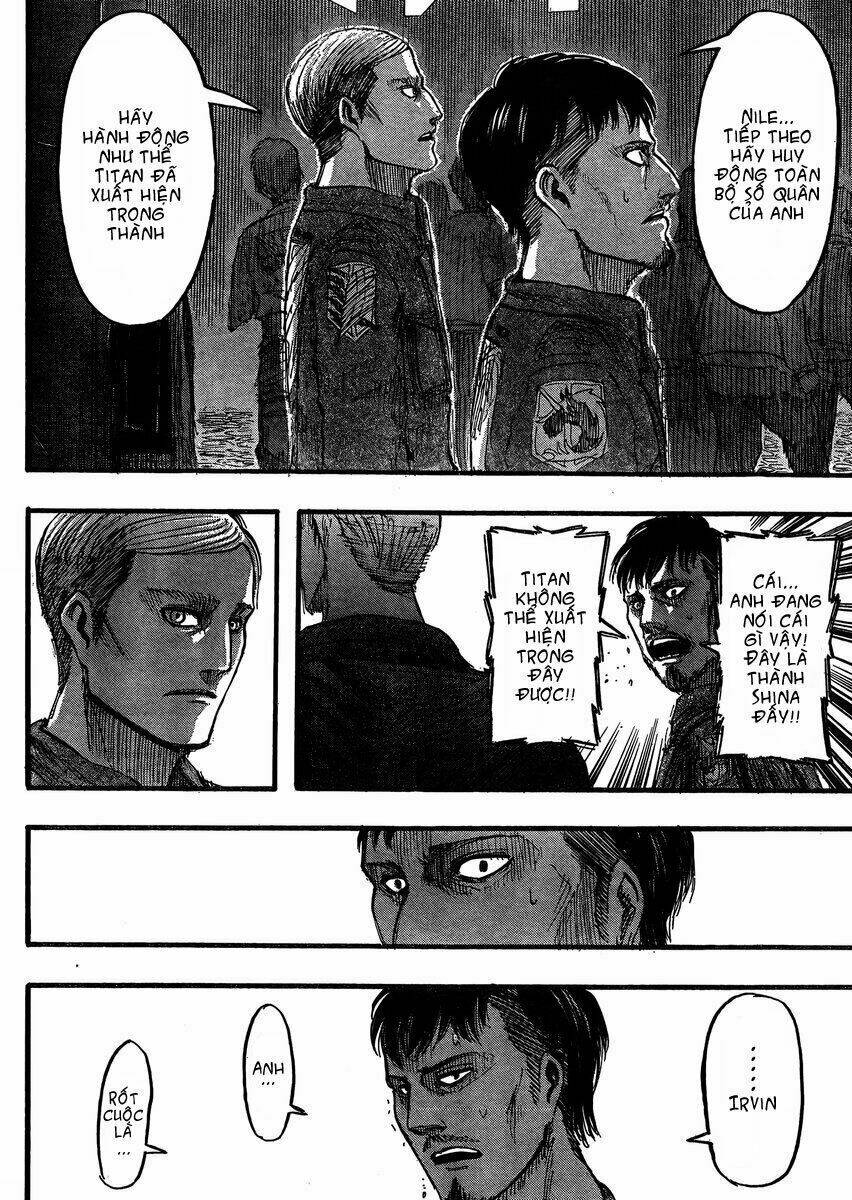 NILE...
TIẾP THEO
HÃY HUY
ĐỘNG TOÀN
BỘ SỐ QUÂN
CỦA ANH
HÃY
HÀNH ĐỘNG
NHƯ THỂ
TITAN ĐÃ
XUẤT HIỆN
TRONG
THÀNH
CÁI...
ANH ĐANG
NÓI CÁI
GÌ VẬY!
ĐÂY LÀ
THÀNH
SHINA
ĐẤY!!
TITAN
KHÔNG
THỂ XUẤT
HIỆN
TRONG
ĐÂY
ĐƯỢC!!
......
IRVIN
ANH
...
RỐT
CUỘC
LÀ
...